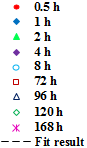 0.5 h
1 h
2 h
4 h
8 h
72 h
96 h
120 h
168 h
Fit result